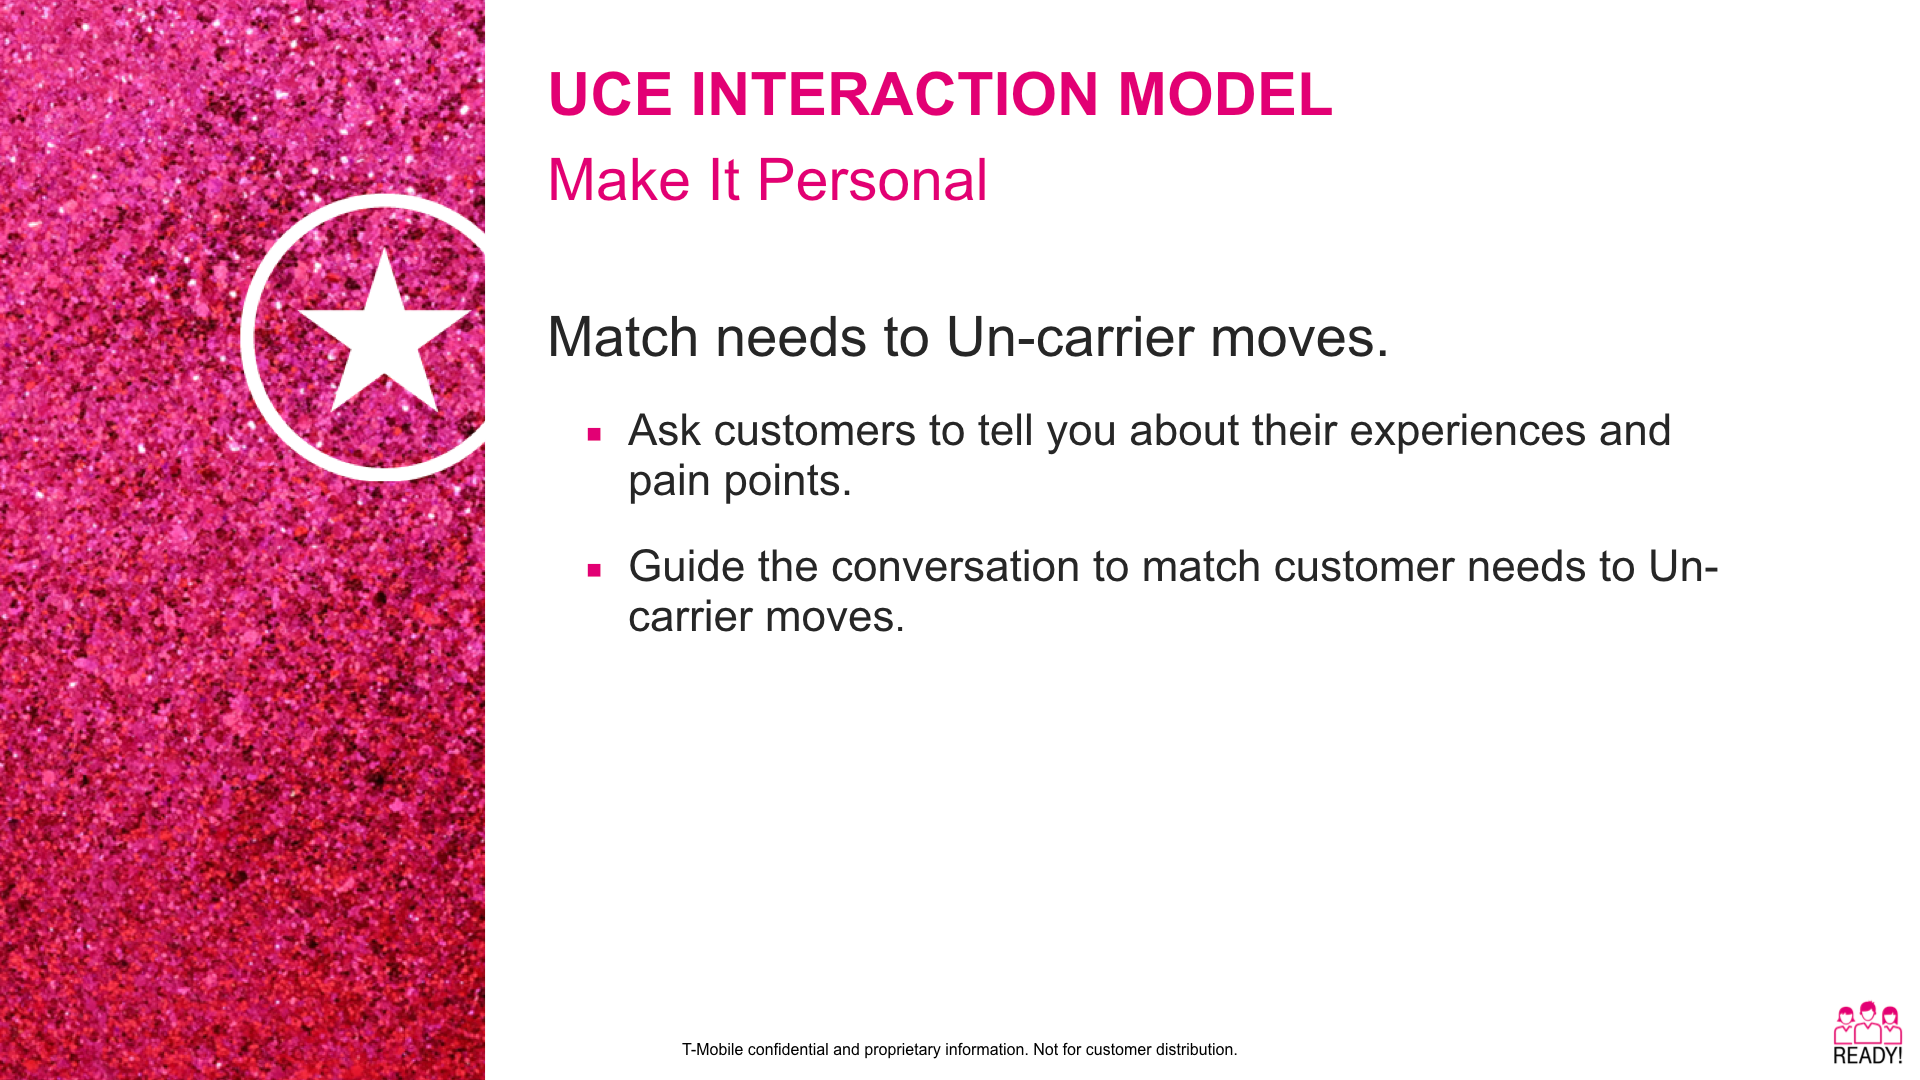 UCE INTERACTION MODEL
Make It Personal
Match needs to Un-carrier moves.
▪ Ask customers to tell you about their experiences and
pain points.
▪ Guide the conversation to match customer needs to Un-
carrier moves.
T-Mobile confidential and proprietary information. Not for customer distribution.
READY!